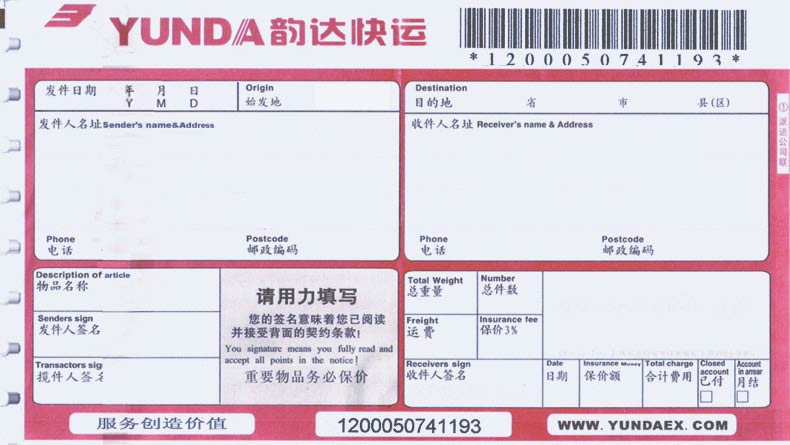 YUNDA韵达快运
*1200050741193*
发件日期 年 月 日
Y M D
Origin
始发地
Destination
目的地 省 市 县(区)
发件人名址 Sender's name&Address
收件人名址 Receiver's name & Address
①派送公司联
Phone
电话
Postcode
邮政编码
Phone
电话
Postcode
邮政编码
Description of article
物品名称
Senders sign
发件人签名
Transactors sig
揽件人签名
请用力填写
您的签名意味着您已阅读
并接受背面的契约条款!
You signature means you fully read and
accept all points in the notice!
重要物品务必保价
Total Weight
总重量
Number
总件数
Freight
运费
Insurance fee
保价3%
Receivers sign
收件人签名
Date
日期
Insurance Money
保价额
Total charge
合计费用
Closed
account
已付
Account
in arrear
月结
服务创造价值
1200050741193
WWW. YUNDAEX. COM